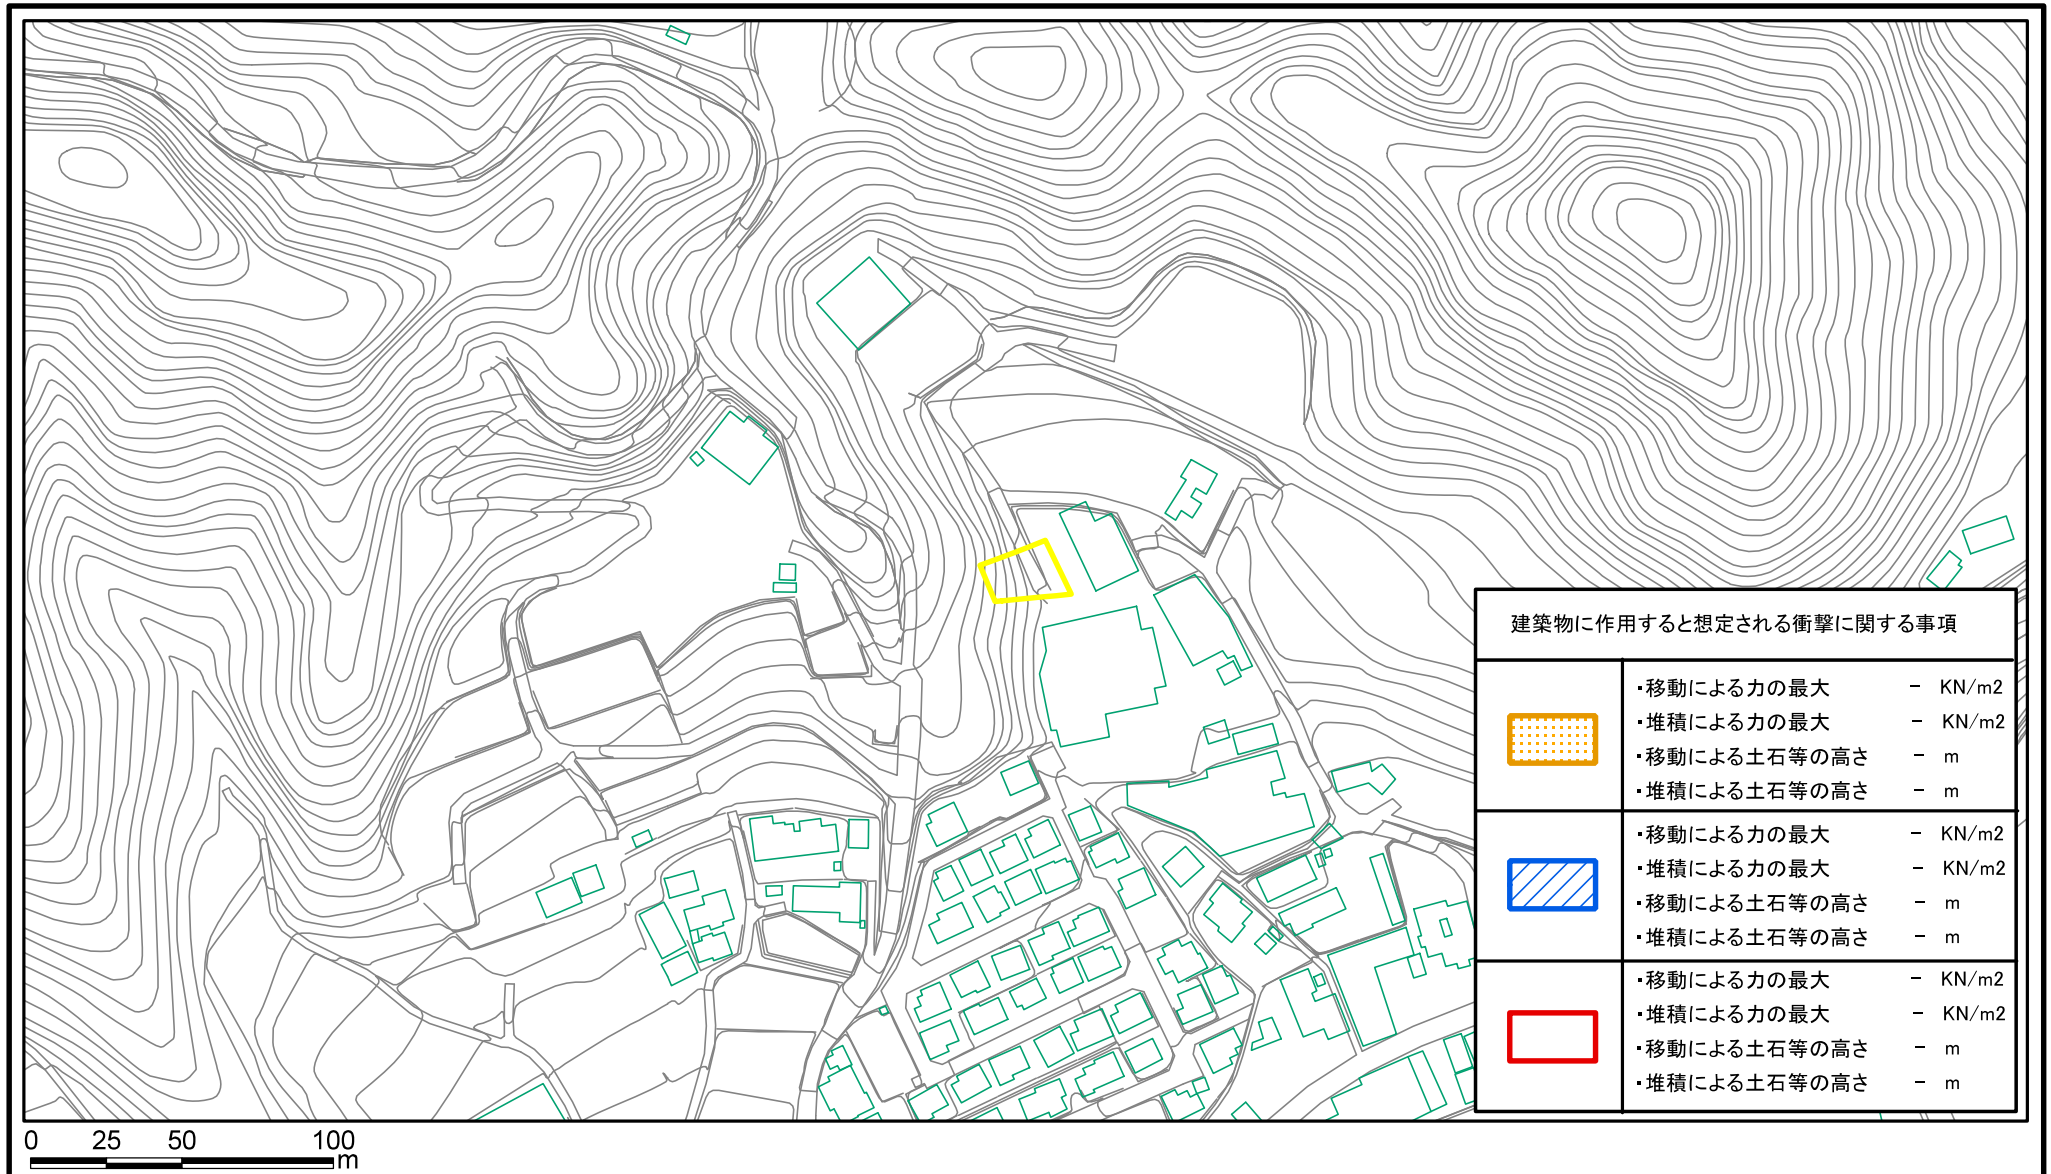 建築物に作用すると想定される衝撃に関する事項
・移動による力の最大 － KN/m2
・堆積による力の最大 － KN/m2
・移動による土石等の高さ － m
・堆積による土石等の高さ － m
・移動による力の最大 － KN/m2
・堆積による力の最大 － KN/m2
・移動による土石等の高さ － m
・堆積による土石等の高さ － m
・移動による力の最大 － KN/m2
・堆積による力の最大 － KN/m2
・移動による土石等の高さ － m
・堆積による土石等の高さ － m
0 25 50 100
m